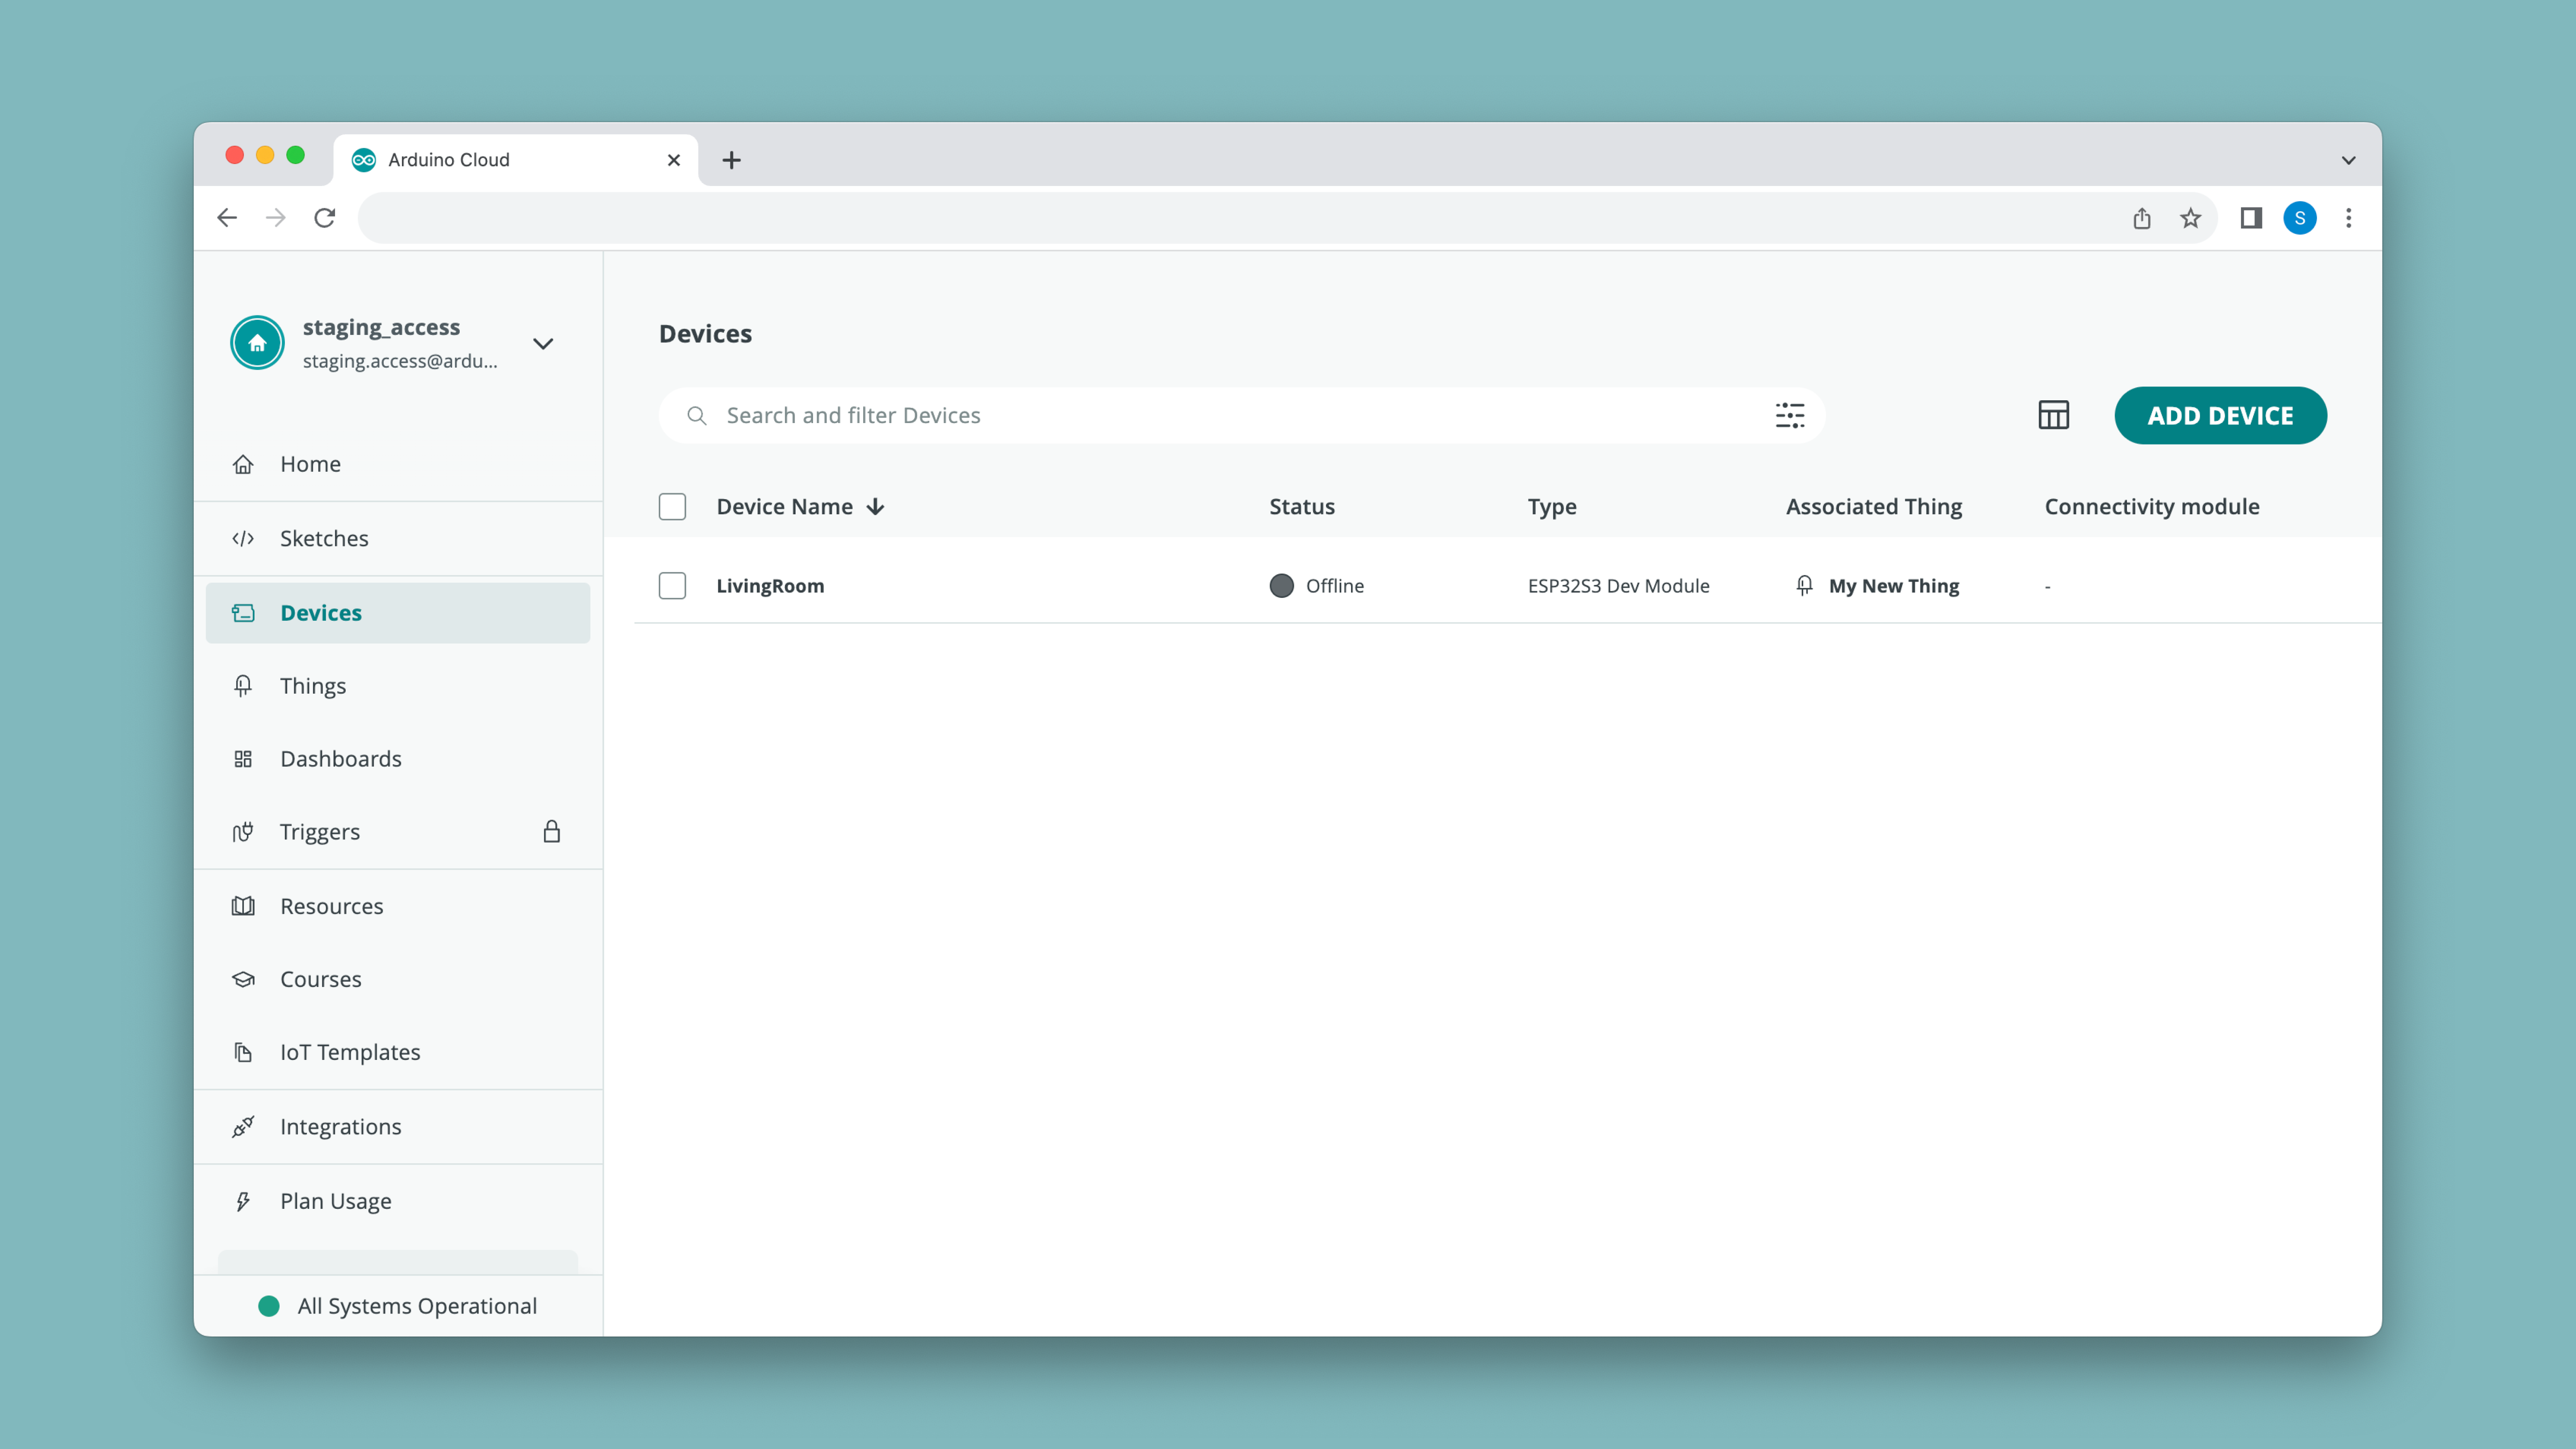 Arduino Cloud
S
staging_access
staging.access@ardu...
Home
Sketches
Devices
Things
Dashboards
Triggers
Resources
Courses
IoT Templates
Integrations
Plan Usage
All Systems Operational
Devices
Search and filter Devices
ADD DEVICE
Device Name Status Type Associated Thing Connectivity module
LivingRoom Offline ESP32S3 Dev Module My New Thing -